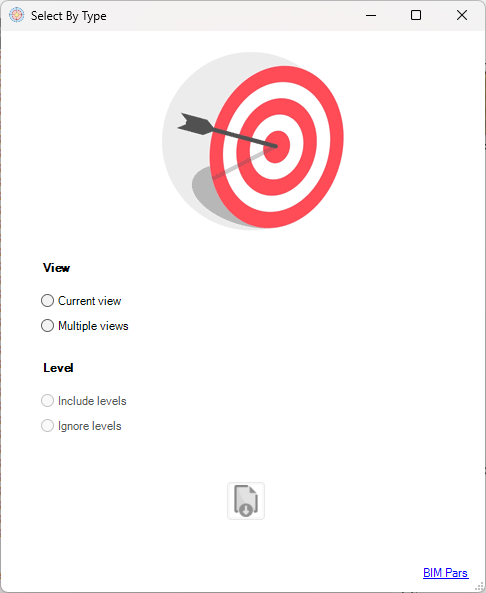 Select By Type
View
Current view
Multiple views
Level
Include levels
Ignore levels
BIM Pars